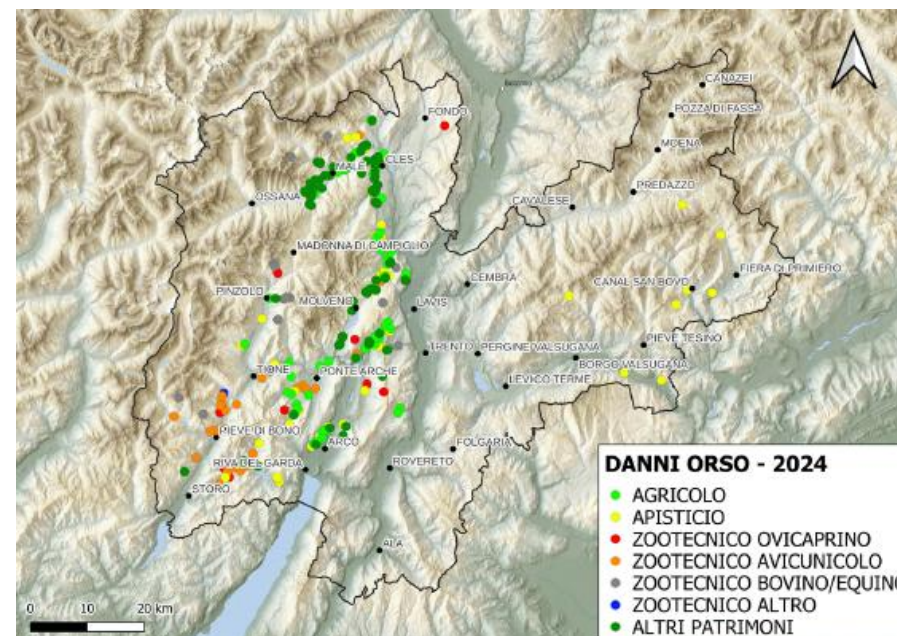 CANAZEI
POZZA DI FASSA
FONDO
MOENA
MALE
CLES
PREDAZZO
OSSANA
CAVALESE
MADONNA DI CAMPIGLIO
FIERA DI PRIMIERO
CEMBRA
CANAL SAN BOVO
PINZOLO
MOLVENO
LAVIS
PIEVE TESINO
TRENTO
PERGINE VALSUGANA
BORGO VALSUGANA
TIONE
PONTE ARCHE
LEVICO TERME
PIEVE DI BONO
ARCO
FOLGARIA
RIVA DEL GARDA
ROVERETO
STORO
ALA
DANNI ORSO - 2024
AGRICOLO
APISTICIO
ZOOTECNICO OVICAPRINO
ZOOTECNICO AVICUNICOLO
ZOOTECNICO BOVINO/EQUINO
ZOOTECNICO ALTRO
ALTRI PATRIMONI
0 10 20 km